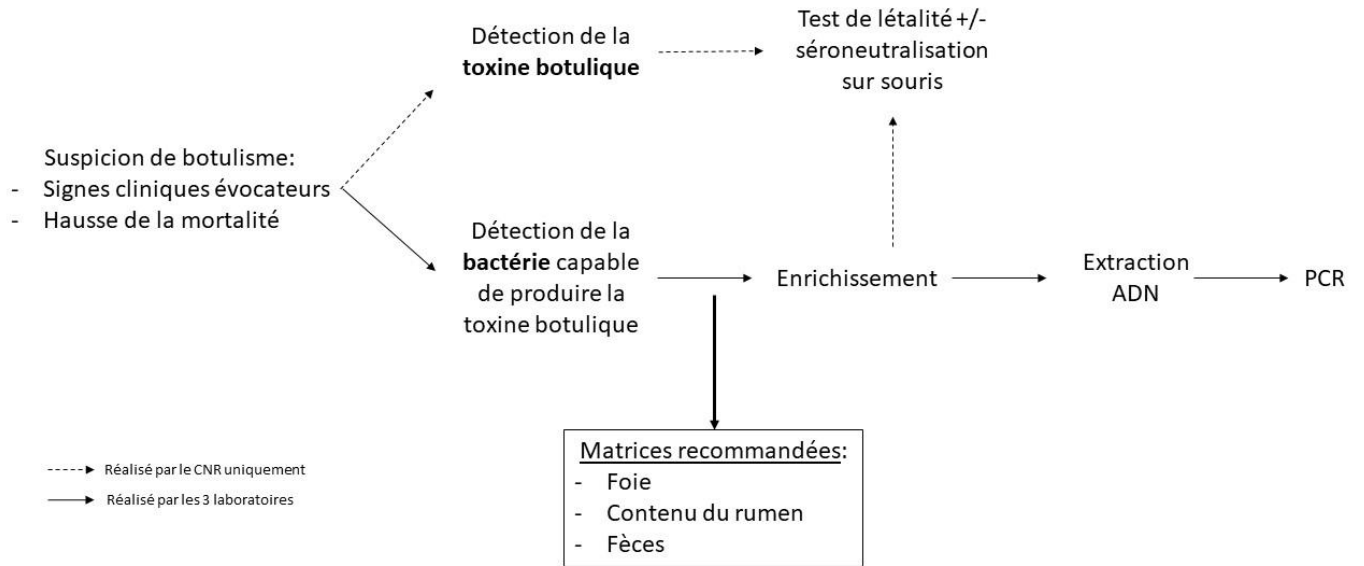 Détection de la
toxine botulique
Test de létalité +/-
séroneutralisation
sur souris
Suspicion de botulisme:
- Signes cliniques évocateurs
- Hausse de la mortalité
Détection de la
bactérie capable
de produire la
toxine botulique
Enrichissement
Extraction
ADN
PCR
Matrices recommandées:
- Foie
- Contenu du rumen
- Fèces
Réalisé par le CNR uniquement
Réalisé par les 3 laboratoires